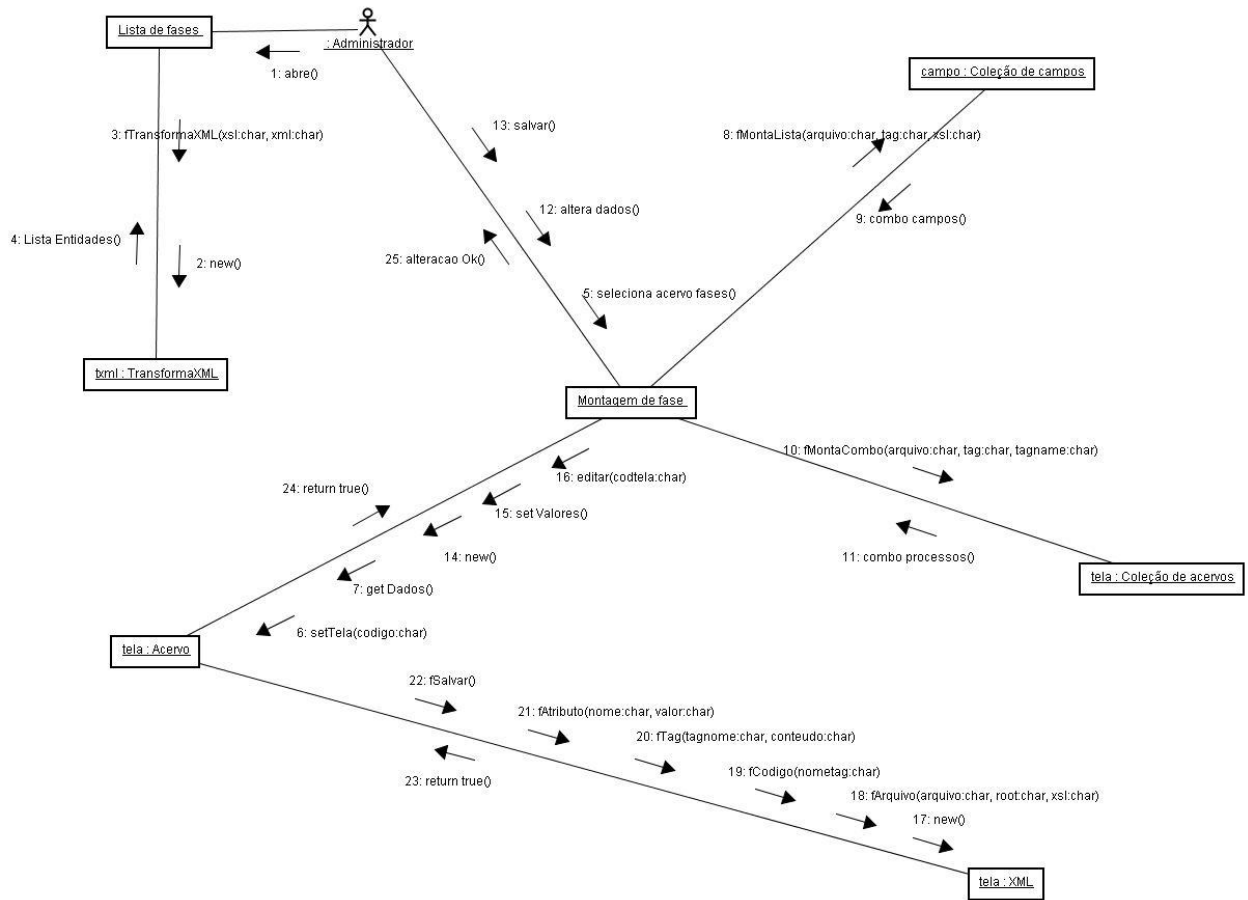 Lista de fases
: Administrador
1: abre()
campo : Coleção de campos
3: fTransformaXML(xsl:char, xml:char)
13: salvar()
8: fMontaLista(arquivo:char, tag:char, xsl:char)
12: altera dados()
9: combo campos()
4: Lista Entidades()
2: new()
25: alteracao Ok()
5: seleciona acervo fases()
txml : TransformaXML
Montagem de fase
10: fMontaCombo(arquivo:char, tag:char, tagname:char)
16: editar(codtela:char)
24: return true()
15: set Valores()
14: new()
11: combo processos()
7: get Dados()
tela : Coleção de acervos
6: setTela(codigo:char)
tela : Acervo
22: fSalvar()
21: fAtributo(nome:char, valor:char)
20: fTag(tagnome:char, conteudo:char)
23: return true()
19: fCodigo(nometag:char)
18: fArquivo(arquivo:char, root:char, xsl:char)
17: new()
tela : XML